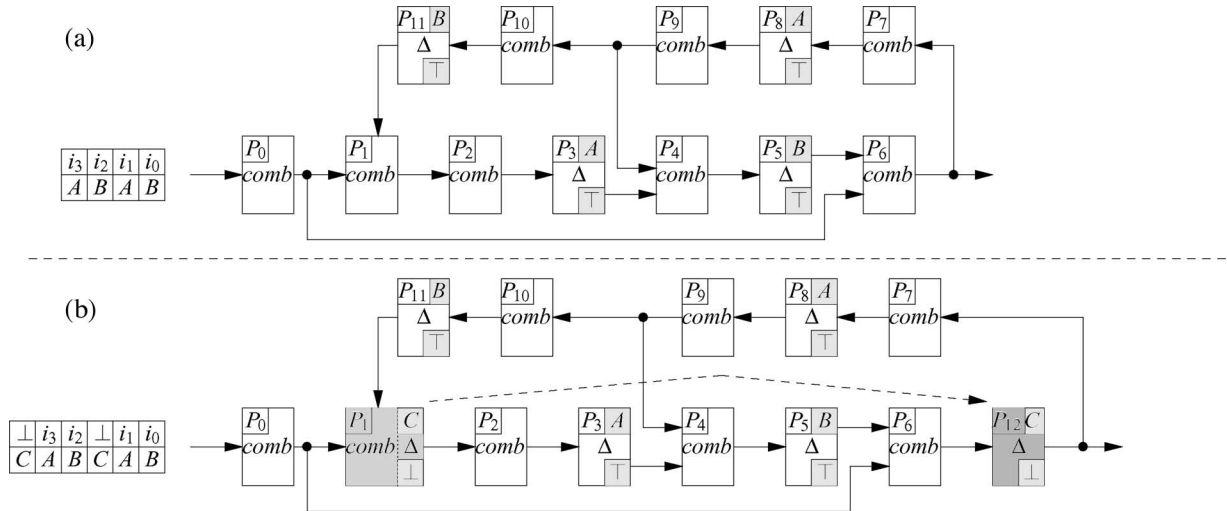 (a)
P11 B P10 P9 P8 A P7
Δ comb comb Δ comb
⊤ ⊤
P0 P1 P2 P3 A P4 P5 B P6
i3 i2 i1 i0
A B A B
comb comb comb Δ comb Δ comb
⊤ ⊤
(b)
P11 B P10 P9 P8 A P7
Δ comb comb Δ comb
⊤ ⊤
P0 P1 C P2 P3 A P4 P5 B P6 P12 C
⊥ i3 i2 ⊥ i1 i0
C A B C A B
comb comb Δ comb Δ comb Δ comb Δ
⊥ ⊤ ⊤ ⊥